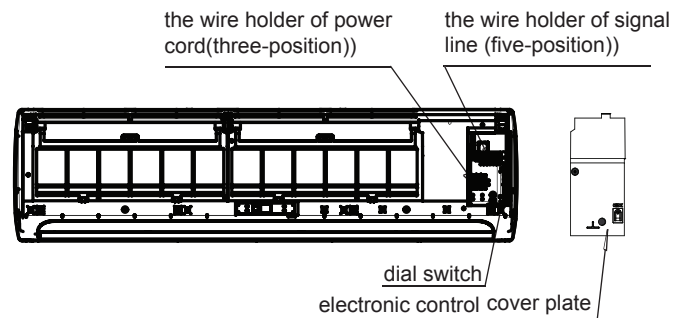 the wire holder of power
cord(three-position))
the wire holder of signal
line (five-position))
dial switch
electronic control cover plate